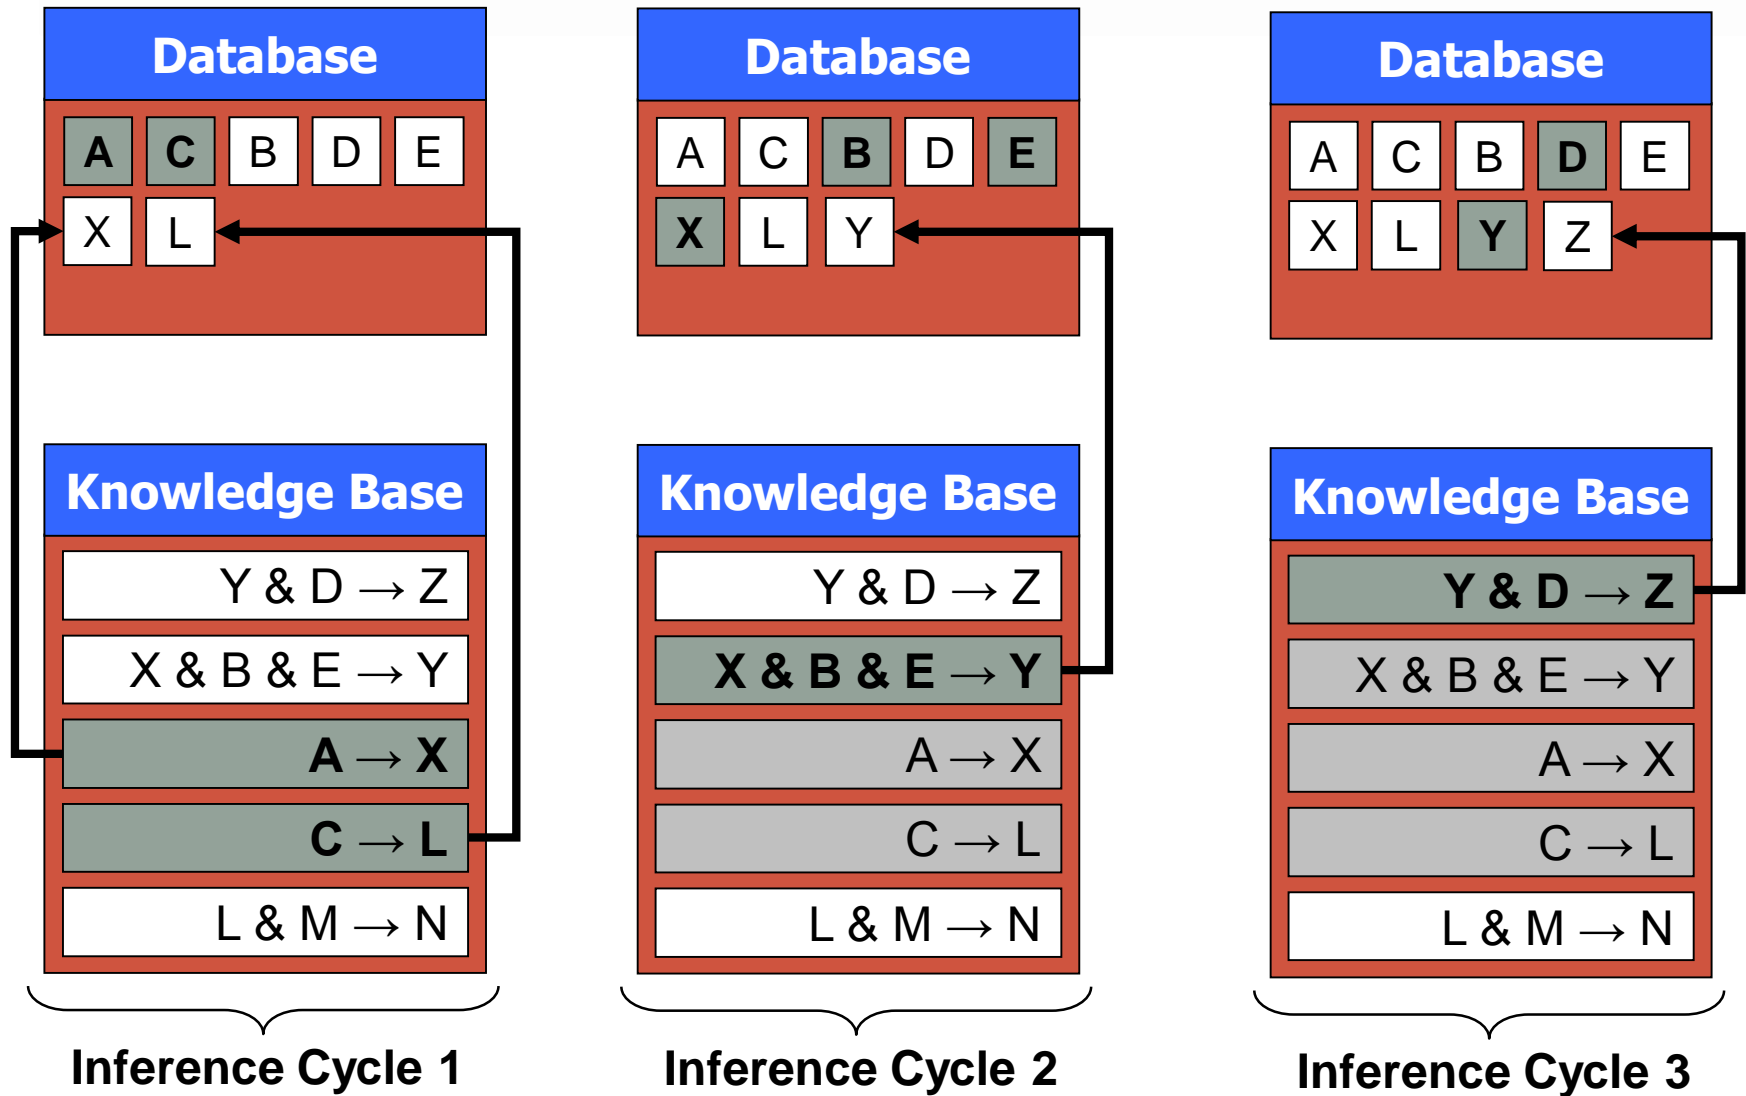 Database
A C B D E
X L
Knowledge Base
Y & D → Z
X & B & E → Y
A → X
C → L
L & M → N
Inference Cycle 1
Database
A C B D E
X L Y
Knowledge Base
Y & D → Z
X & B & E → Y
A → X
C → L
L & M → N
Inference Cycle 2
Database
A C B D E
X L Y Z
Knowledge Base
Y & D → Z
X & B & E → Y
A → X
C → L
L & M → N
Inference Cycle 3